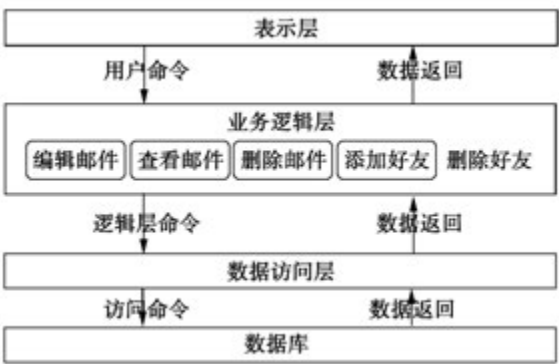 表示层
用户命令 数据返回
业务逻辑层
编辑邮件 查看邮件 删除邮件 添加好友 删除好友
逻辑层命令 数据返回
数据访问层
访问命令 数据返回
数据库